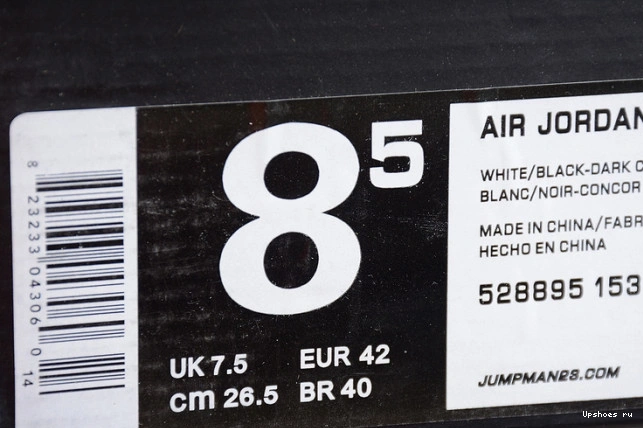 8 23233 04306 0 14
8 5
UK 7.5 EUR 42
cm 26.5 BR 40
AIR JORDAN
WHITE/BLACK-DARK C
BLANC/NOIR-CONCOR
MADE IN CHINA/FABR
HECHO EN CHINA
528895 153
JUMPMAN23.COM
Upshoes ru